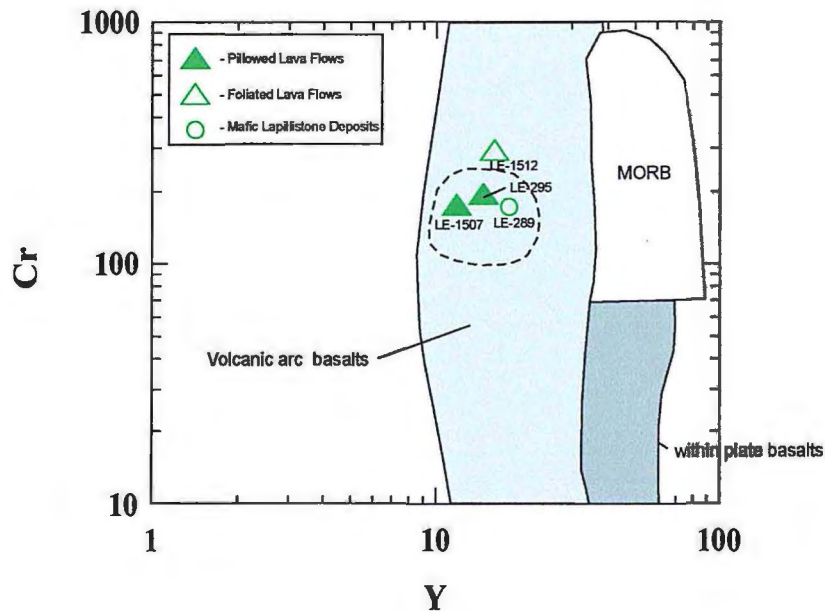 1000
- Pillowed Lava Flows
- Foliated Lava Flows
- Mafic Lapillistone Deposits
LE-1512
LE-295
LE-1507
LE-289
MORB
100
Cr
Volcanic arc basalts
within plate basalts
10
1
10
100
Y